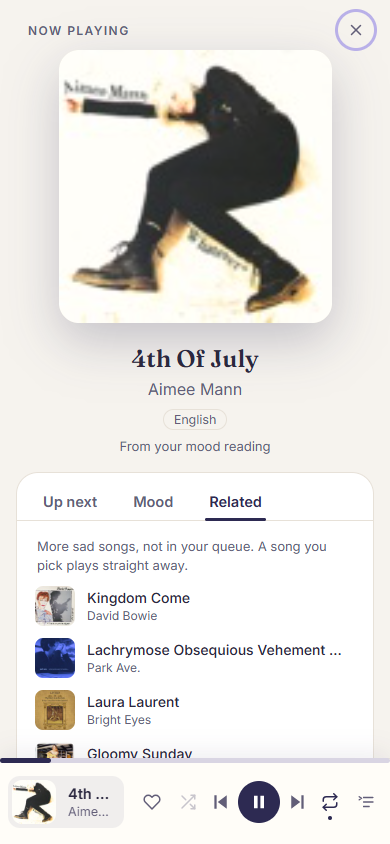 NOW PLAYING
Aimee Mann
Whatever
4th Of July
Aimee Mann
English
From your mood reading
Up next
Mood
Related
More sad songs, not in your queue. A song you
pick plays straight away.
Kingdom Come
David Bowie
Lachrymose Obsequious Vehement ...
Park Ave.
Laura Laurent
Bright Eyes
Gloomy Sunday
4th ...
Aime...